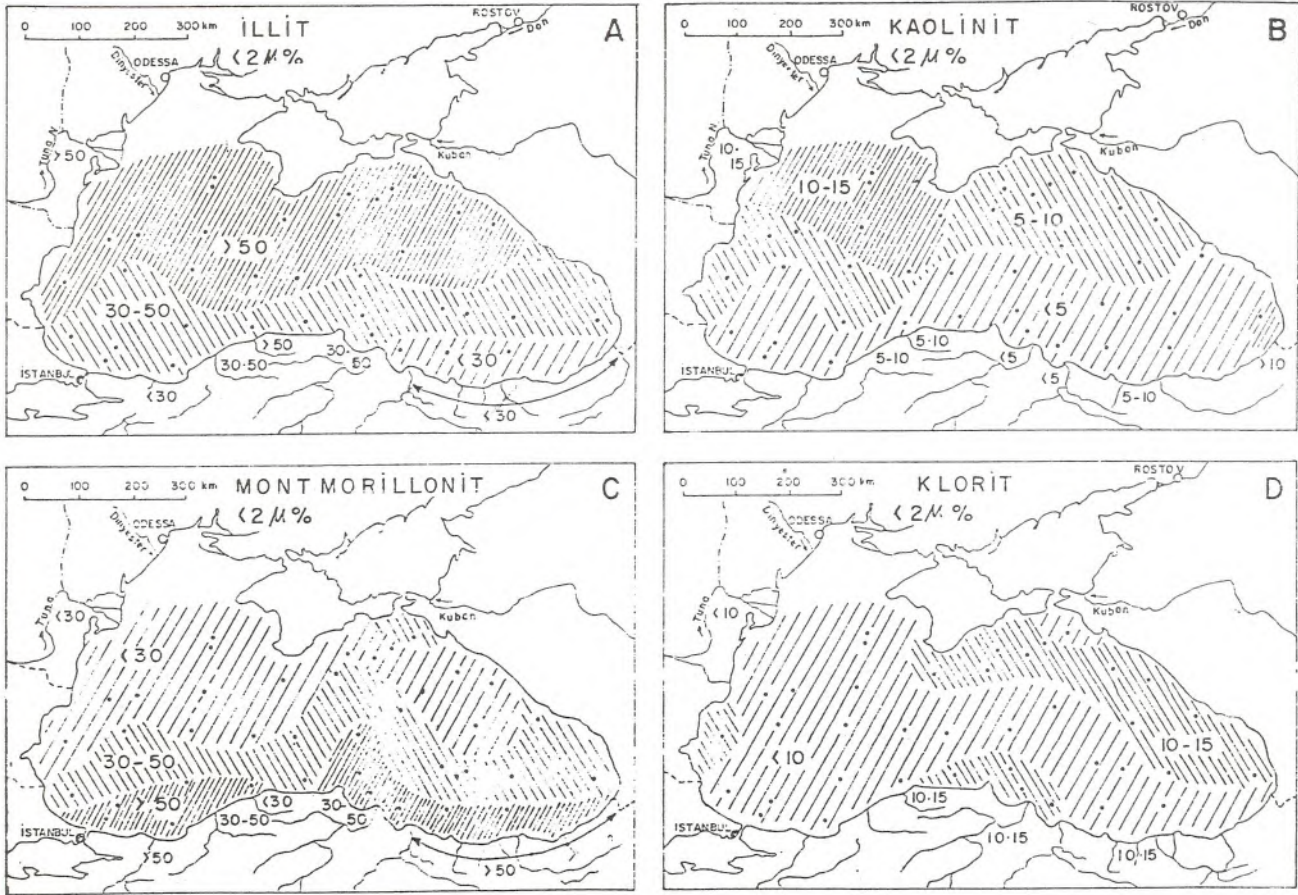 0 100 200 300 km
İLLİT
<2 µ %
A
ROSTOV
Don
ODESSA
Dinyester
Tuna N.
>50
Kuban
>50
30-50
>50
30-50
30-50
<30
İSTANBUL
<30
<30
0 100 200 300 km
KAOLİNİT
<2 µ %
B
ROSTOV
Don
ODESSA
Dinyester
Tuna N.
10-15
Kuban
10-15
5-10
<5
5-10
5-10
<5
<5
5-10
>10
İSTANBUL
0 100 200 300 km
MONTMORİLLONİT
<2 µ %
C
ODESSA
Dinyester
Tuna
<30
Kuban
<30
30-50
>50
<30
30-50
30-50
İSTANBUL
>50
>50
0 100 200 300 km
KLORİT
<2 µ %
D
ROSTOV
ODESSA
Dinyester
Tuna
<10
Kuban
<10
10-15
10-15
10-15
10-15
İSTANBUL